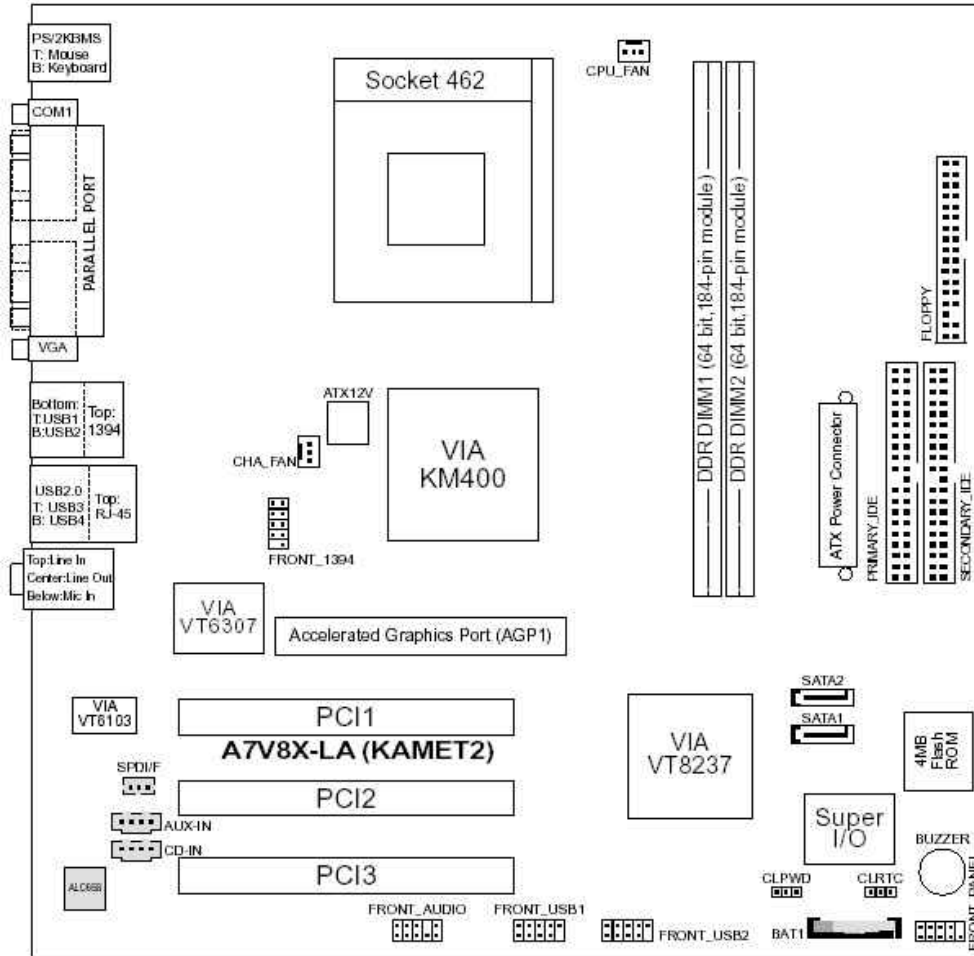 PS/2KBMS
T: Mouse
B: Keyboard
CPU_FAN
Socket 462
COM1
PARALLEL PORT
VGA
DDR DIMM1 (64 bit,184-pin module)
DDR DIMM2 (64 bit,184-pin module)
FLOPPY
Bottom:
T:USB1
B:USB2
Top:
1394
ATX12V
CHA_FAN
VIA
KM400
USB2.0
T: USB3
B: USB4
Top:
RJ-45
FRONT_1394
ATX Power Connector
PRIMARY_IDE
SECONDARY_IDE
Top:Line In
Center:Line Out
Below:Mic In
VIA
VT6307
Accelerated Graphics Port (AGP1)
VIA
VT6103
PCI1
A7V8X-LA (KAMET2)
SATA2
SATA1
VIA
VT8237
4MB
Flash
ROM
SPDI/F
PCI2
AUX-IN
CD-IN
Super
I/O
BUZZER
PCI3
CLPWD
CLRTC
FRONT_AUDIO
FRONT_USB1
FRONT_USB2
BAT1
FRONT_PANEL